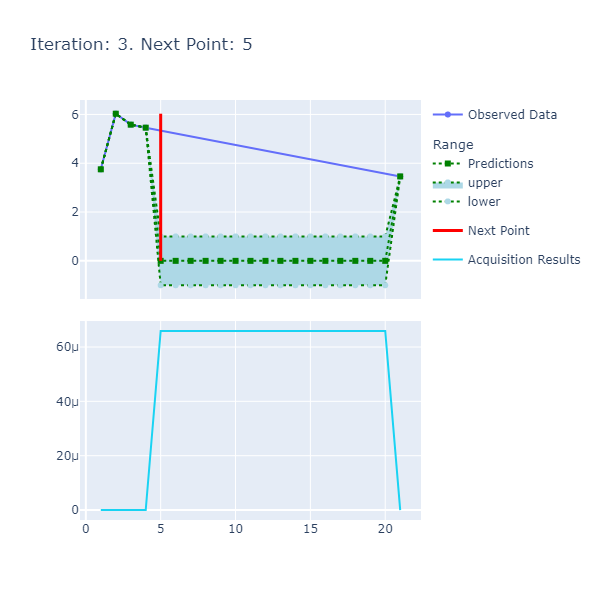 Iteration: 3. Next Point: 5
6
4
2
0
Observed Data
Range
Predictions
upper
lower
Next Point
Acquisition Results
60μ
40μ
20μ
0
0
5
10
15
20